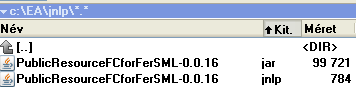 c:\EA\jnlp\*.*
Név Kit. Méret
[..] <DIR>
PublicResourceFCforFerSML-0.0.16 jar 99 721
PublicResourceFCforFerSML-0.0.16 jnlp 784